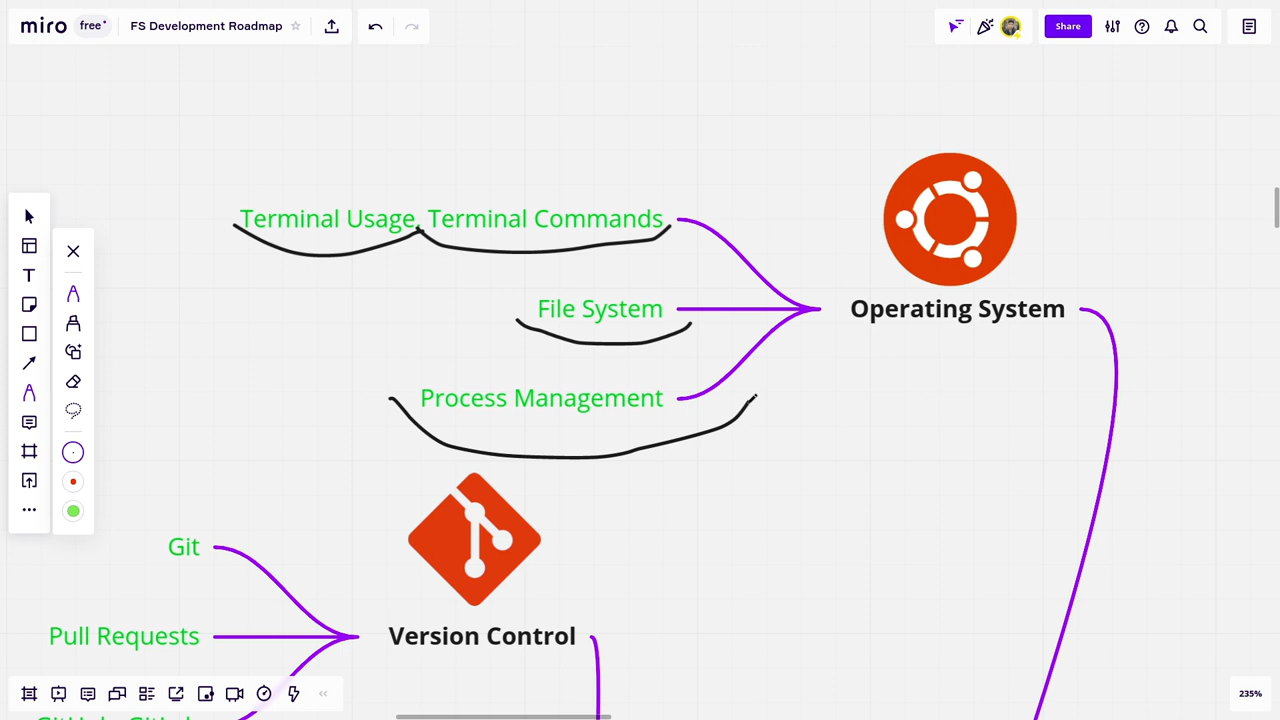 miro free FS Development Roadmap Share
Terminal Usage, Terminal Commands
File System
Operating System
Process Management
Git
Pull Requests
Version Control
235%